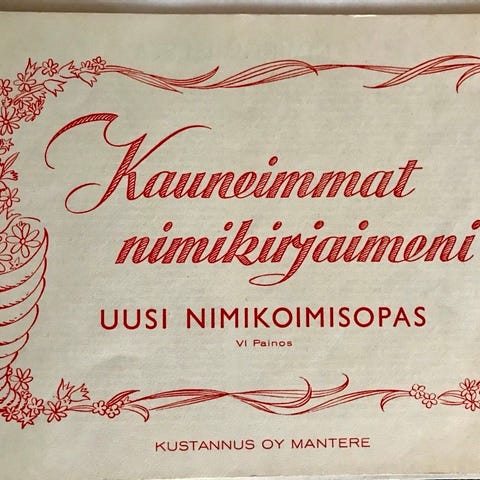 Kauneimmat
nimikirjaimeni
UUSI NIMIKOIMISOPAS
VI Painos
KUSTANNUS OY MANTERE